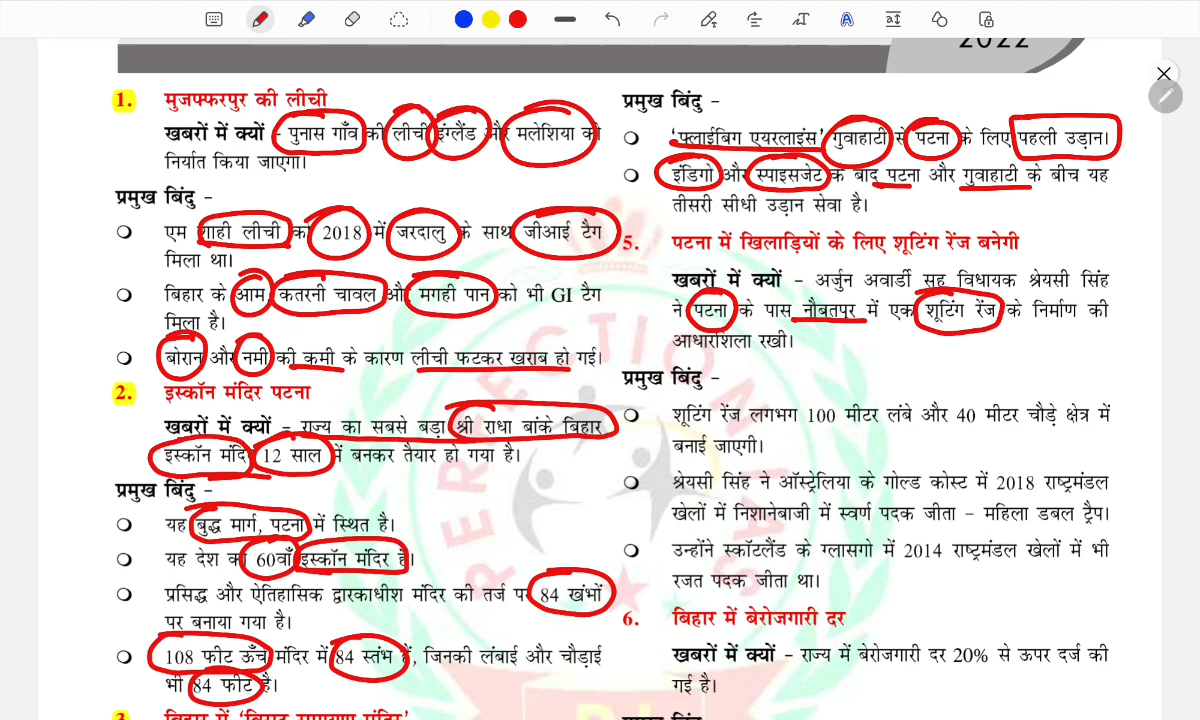 2022
1. मुजफ्फरपुर की लीची
खबरों में क्यों - पुनास गाँव की लीची इंग्लैंड और मलेशिया को
निर्यात किया जाएगा।
प्रमुख बिंदु -
एम शाही लीची को 2018 में जरदालु के साथ जीआई टैग
मिला था।
बिहार के आम, कतरनी चावल और मगही पान को भी GI टैग
मिला है।
बोरान और नमी की कमी के कारण लीची फटकर खराब हो गई।
2. इस्कॉन मंदिर पटना
खबरों में क्यों - राज्य का सबसे बड़ा श्री राधा बांके बिहार
इस्कॉन मंदिर 12 साल में बनकर तैयार हो गया है।
प्रमुख बिंदु -
यह बुद्ध मार्ग, पटना में स्थित है।
यह देश का 60वाँ इस्कॉन मंदिर है।
प्रसिद्ध और ऐतिहासिक द्वारकाधीश मंदिर की तर्ज पर 84 खंभों
पर बनाया गया है।
108 फीट ऊँचे मंदिर में 84 स्तंभ हैं, जिनकी लंबाई और चौड़ाई
भी 84 फीट है।
3. बिहार में 'विराट रामायण मंदिर'
प्रमुख बिंदु -
'फ्लाईबिग एयरलाइंस' गुवाहाटी से पटना के लिए पहली उड़ान।
इंडिगो और स्पाइसजेट के बाद पटना और गुवाहाटी के बीच यह
तीसरी सीधी उड़ान सेवा है।
5. पटना में खिलाड़ियों के लिए शूटिंग रेंज बनेगी
खबरों में क्यों - अर्जुन अवार्डी सह विधायक श्रेयसी सिंह
ने पटना के पास नौबतपुर में एक शूटिंग रेंज के निर्माण की
आधारशिला रखी।
प्रमुख बिंदु -
शूटिंग रेंज लगभग 100 मीटर लंबे और 40 मीटर चौड़े क्षेत्र में
बनाई जाएगी।
श्रेयसी सिंह ने ऑस्ट्रेलिया के गोल्ड कोस्ट में 2018 राष्ट्रमंडल
खेलों में निशानेबाजी में स्वर्ण पदक जीता - महिला डबल ट्रैप।
उन्होंने स्कॉटलैंड के ग्लासगो में 2014 राष्ट्रमंडल खेलों में भी
रजत पदक जीता था।
6. बिहार में बेरोजगारी दर
खबरों में क्यों - राज्य में बेरोजगारी दर 20% से ऊपर दर्ज की
गई है।
प्रमुख बिंदु -
PERFECTION IAS